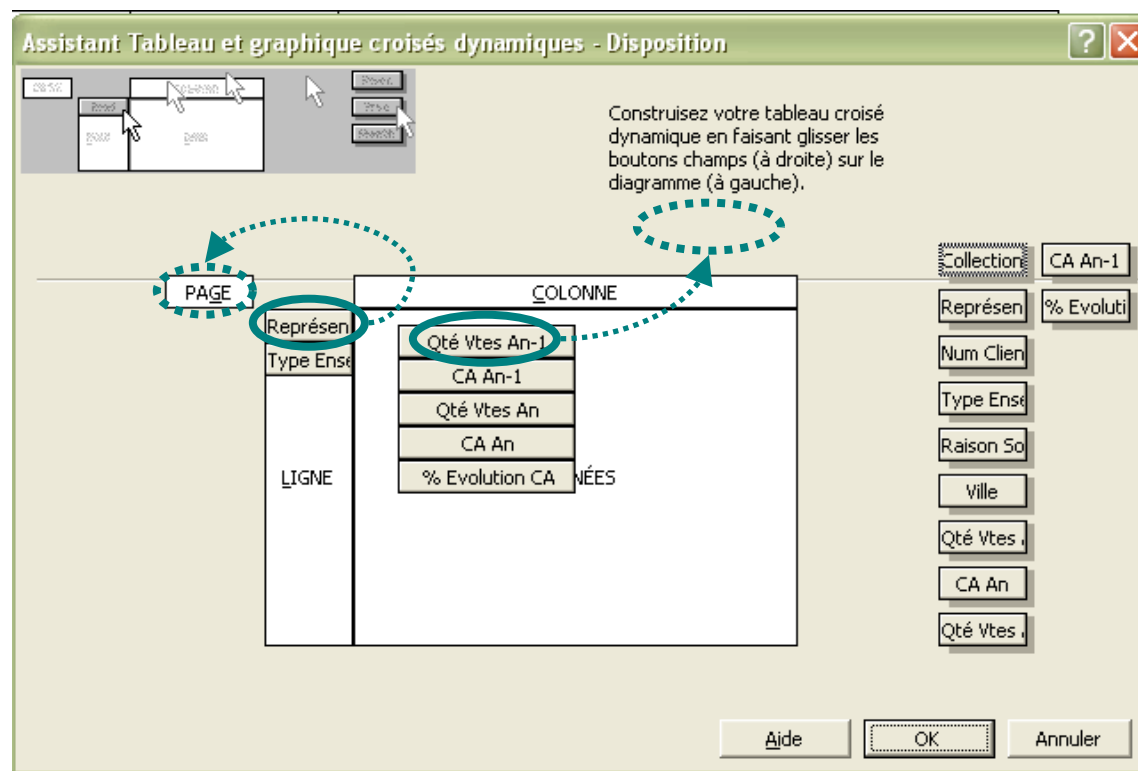 Assistant Tableau et graphique croisés dynamiques - Disposition
Construisez votre tableau croisé
dynamique en faisant glisser les
boutons champs (à droite) sur le
diagramme (à gauche).
PAGE
COLONNE
Représen
Type Ense
LIGNE
Qté Vtes An-1
CA An-1
Qté Vtes An
CA An
% Evolution CA
NÉES
Collection
CA An-1
Représen
% Evoluti
Num Clien
Type Ense
Raison So
Ville
Qté Vtes
CA An
Qté Vtes
Aide
OK
Annuler